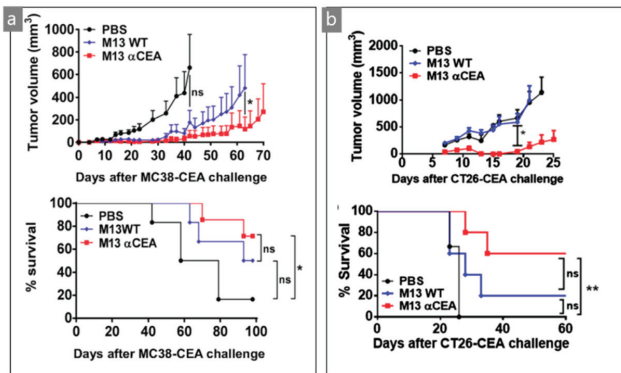 a
Tumor volume (mm³)
1000
800
600
400
200
0
PBS
M13 WT
M13 αCEA
ns
*
0 10 20 30 40 50 60 70
Days after MC38-CEA challenge
% survival
100
80
60
40
20
0
PBS
M13WT
M13 αCEA
ns
ns
*
0 20 40 60 80 100
Days after MC38-CEA challenge
b
Tumor volume (mm³)
2000
1500
1000
500
0
PBS
M13 WT
M13 αCEA
*
0 5 10 15 20 25
Days after CT26-CEA challenge
% Survival
100
80
60
40
20
0
PBS
M13 WT
M13 αCEA
ns
ns
**
0 20 40 60
Days after CT26-CEA challenge